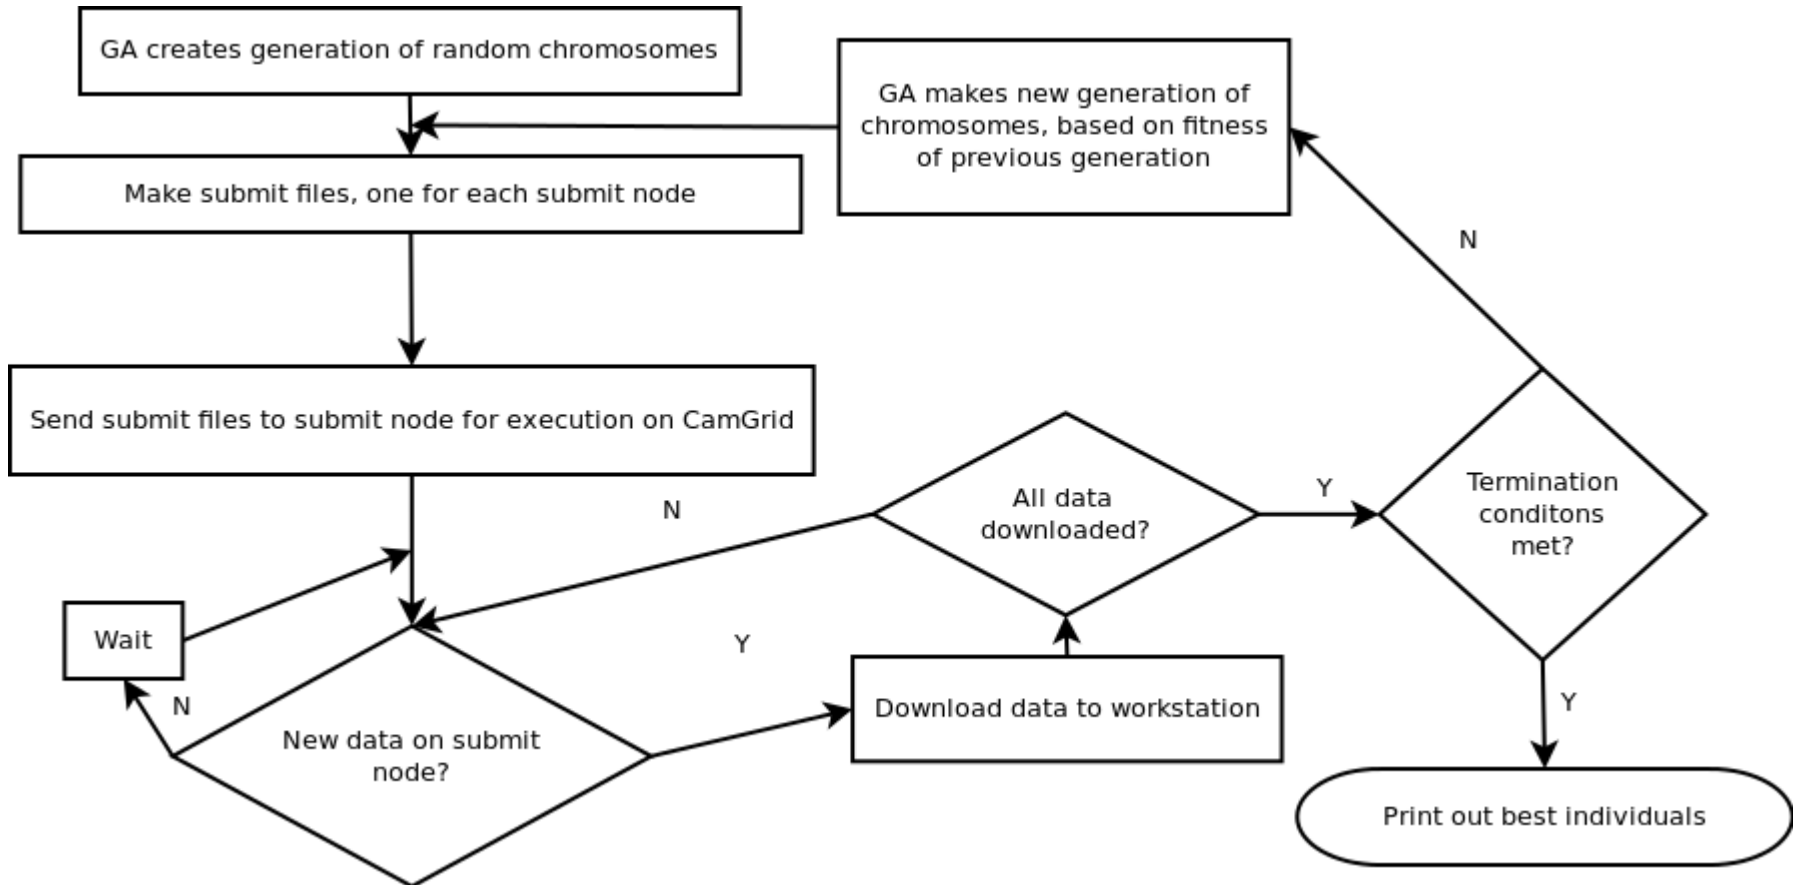 GA creates generation of random chromosomes
GA makes new generation of
chromosomes, based on fitness
of previous generation
Make submit files, one for each submit node
N
Send submit files to submit node for execution on CamGrid
N
All data
downloaded?
Y
Termination
conditons
met?
Wait
N
Y
New data on submit
node?
Download data to workstation
Y
Print out best individuals